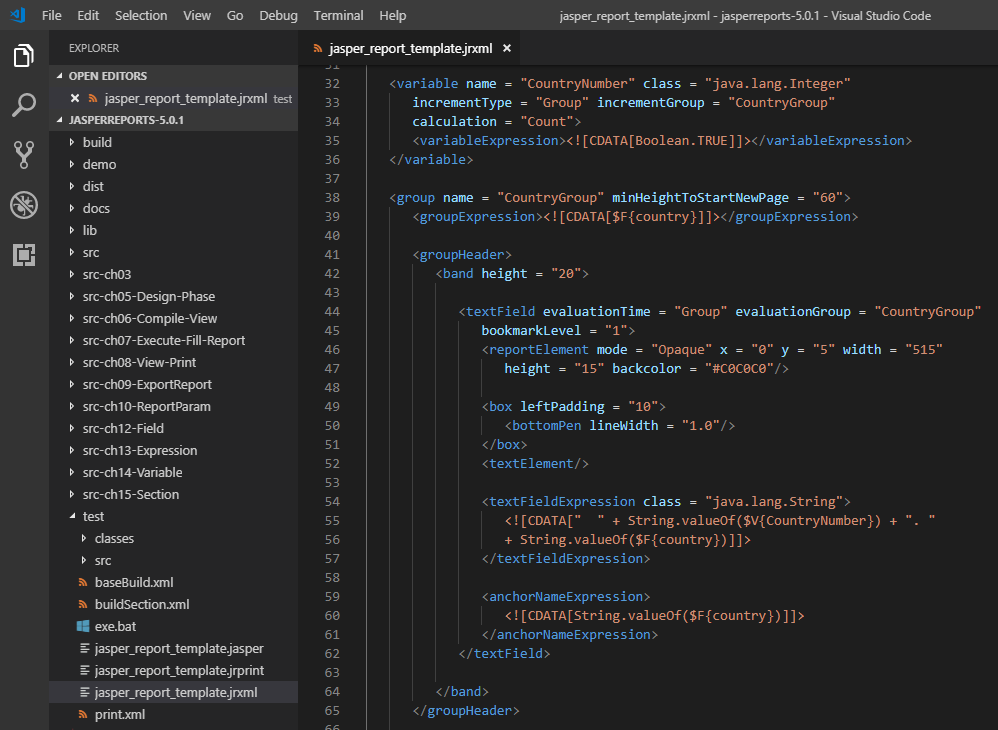 File Edit Selection View Go Debug Terminal Help jasper_report_template.jrxml - jasperreports-5.0.1 - Visual Studio Code
EXPLORER
OPEN EDITORS
jasper_report_template.jrxml test
JASPERREPORTS-5.0.1
build
demo
dist
docs
lib
src
src-ch03
src-ch05-Design-Phase
src-ch06-Compile-View
src-ch07-Execute-Fill-Report
src-ch08-View-Print
src-ch09-ExportReport
src-ch10-ReportParam
src-ch12-Field
src-ch13-Expression
src-ch14-Variable
src-ch15-Section
test
classes
src
baseBuild.xml
buildSection.xml
exe.bat
jasper_report_template.jasper
jasper_report_template.jrprint
jasper_report_template.jrxml
print.xml
jasper_report_template.jrxml
31
32 <variable name = "CountryNumber" class = "java.lang.Integer"
33 incrementType = "Group" incrementGroup = "CountryGroup"
34 calculation = "Count">
35 <variableExpression><![CDATA[Boolean.TRUE]]></variableExpression>
36 </variable>
37
38 <group name = "CountryGroup" minHeightToStartNewPage = "60">
39 <groupExpression><![CDATA[$F{country}]]></groupExpression>
40
41 <groupHeader>
42 <band height = "20">
43
44 <textField evaluationTime = "Group" evaluationGroup = "CountryGroup"
45 bookmarkLevel = "1">
46 <reportElement mode = "Opaque" x = "0" y = "5" width = "515"
47 height = "15" backcolor = "#C0C0C0"/>
48
49 <box leftPadding = "10">
50 <bottomPen lineWidth = "1.0"/>
51 </box>
52 <textElement/>
53
54 <textFieldExpression class = "java.lang.String">
55 <![CDATA["  " + String.valueOf($V{CountryNumber}) + ". "
56 + String.valueOf($F{country})]]>
57 </textFieldExpression>
58
59 <anchorNameExpression>
60 <![CDATA[String.valueOf($F{country})]]>
61 </anchorNameExpression>
62 </textField>
63
64 </band>
65 </groupHeader>
66